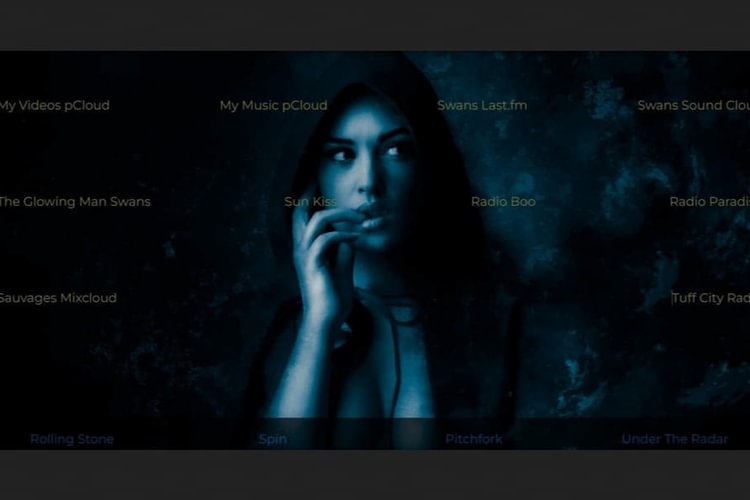 My Videos pCloud My Music pCloud Swans Last.fm Swans Sound Clou
The Glowing Man Swans Sun Kiss Radio Boo Radio Paradi
Sauvages Mixcloud Tuff City Rad
Rolling Stone Spin Pitchfork Under The Radar